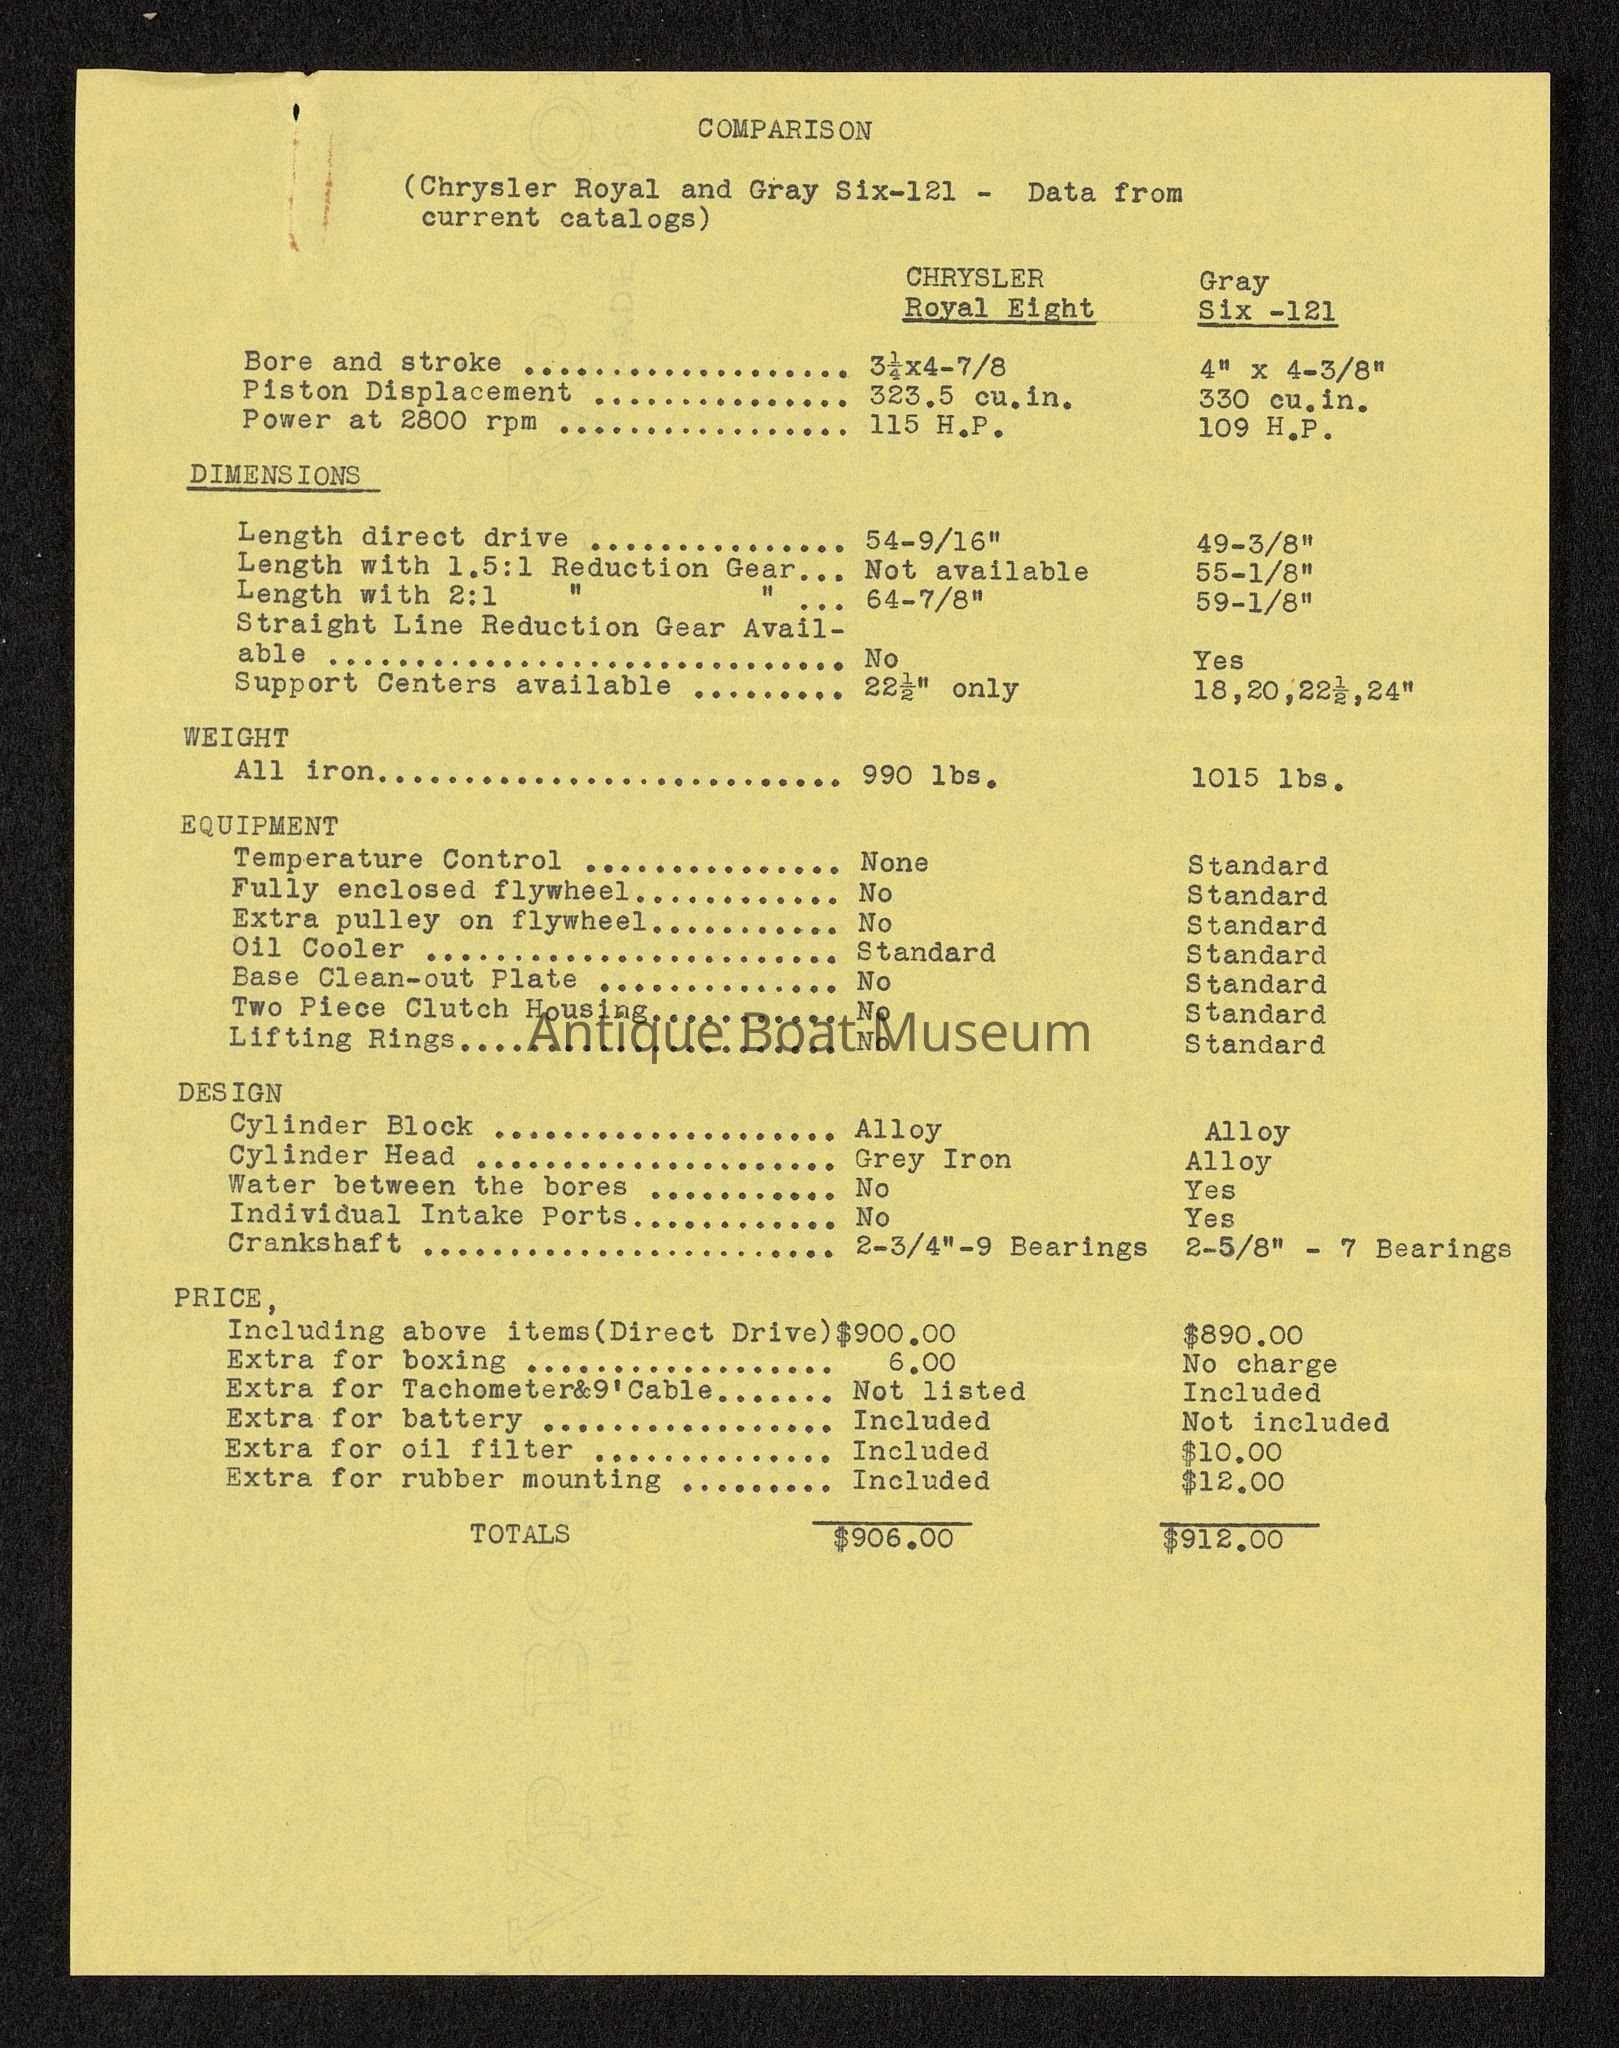 COMPARISON
(Chrysler Royal and Gray Six-121 - Data from
current catalogs)
CHRYSLER Gray
Royal Eight Six -121
Bore and stroke ................... 3¼x4-7/8 4" x 4-3/8"
Piston Displacement ............... 323.5 cu.in. 330 cu.in.
Power at 2800 rpm ................. 115 H.P. 109 H.P.
DIMENSIONS
Length direct drive ............... 54-9/16" 49-3/8"
Length with 1.5:1 Reduction Gear... Not available 55-1/8"
Length with 2:1 " " ... 64-7/8" 59-1/8"
Straight Line Reduction Gear Avail-
able .............................. No Yes
Support Centers available ......... 22½" only 18,20,22½,24"
WEIGHT
All iron........................... 990 lbs. 1015 lbs.
EQUIPMENT
Temperature Control ............... None Standard
Fully enclosed flywheel............ No Standard
Extra pulley on flywheel........... No Standard
Oil Cooler ........................ Standard Standard
Base Clean-out Plate .............. No Standard
Two Piece Clutch Housing........... No Standard
Antique Boat Museum
Lifting Rings...................... No Standard
DESIGN
Cylinder Block .................... Alloy Alloy
Cylinder Head ..................... Grey Iron Alloy
Water between the bores ........... No Yes
Individual Intake Ports............ No Yes
Crankshaft ........................ 2-3/4"-9 Bearings 2-5/8" - 7 Bearings
PRICE,
Including above items(Direct Drive)$900.00 $890.00
Extra for boxing .................. 6.00 No charge
Extra for Tachometer&9'Cable....... Not listed Included
Extra for battery ................. Included Not included
Extra for oil filter .............. Included $10.00
Extra for rubber mounting ......... Included $12.00
TOTALS $906.00 $912.00